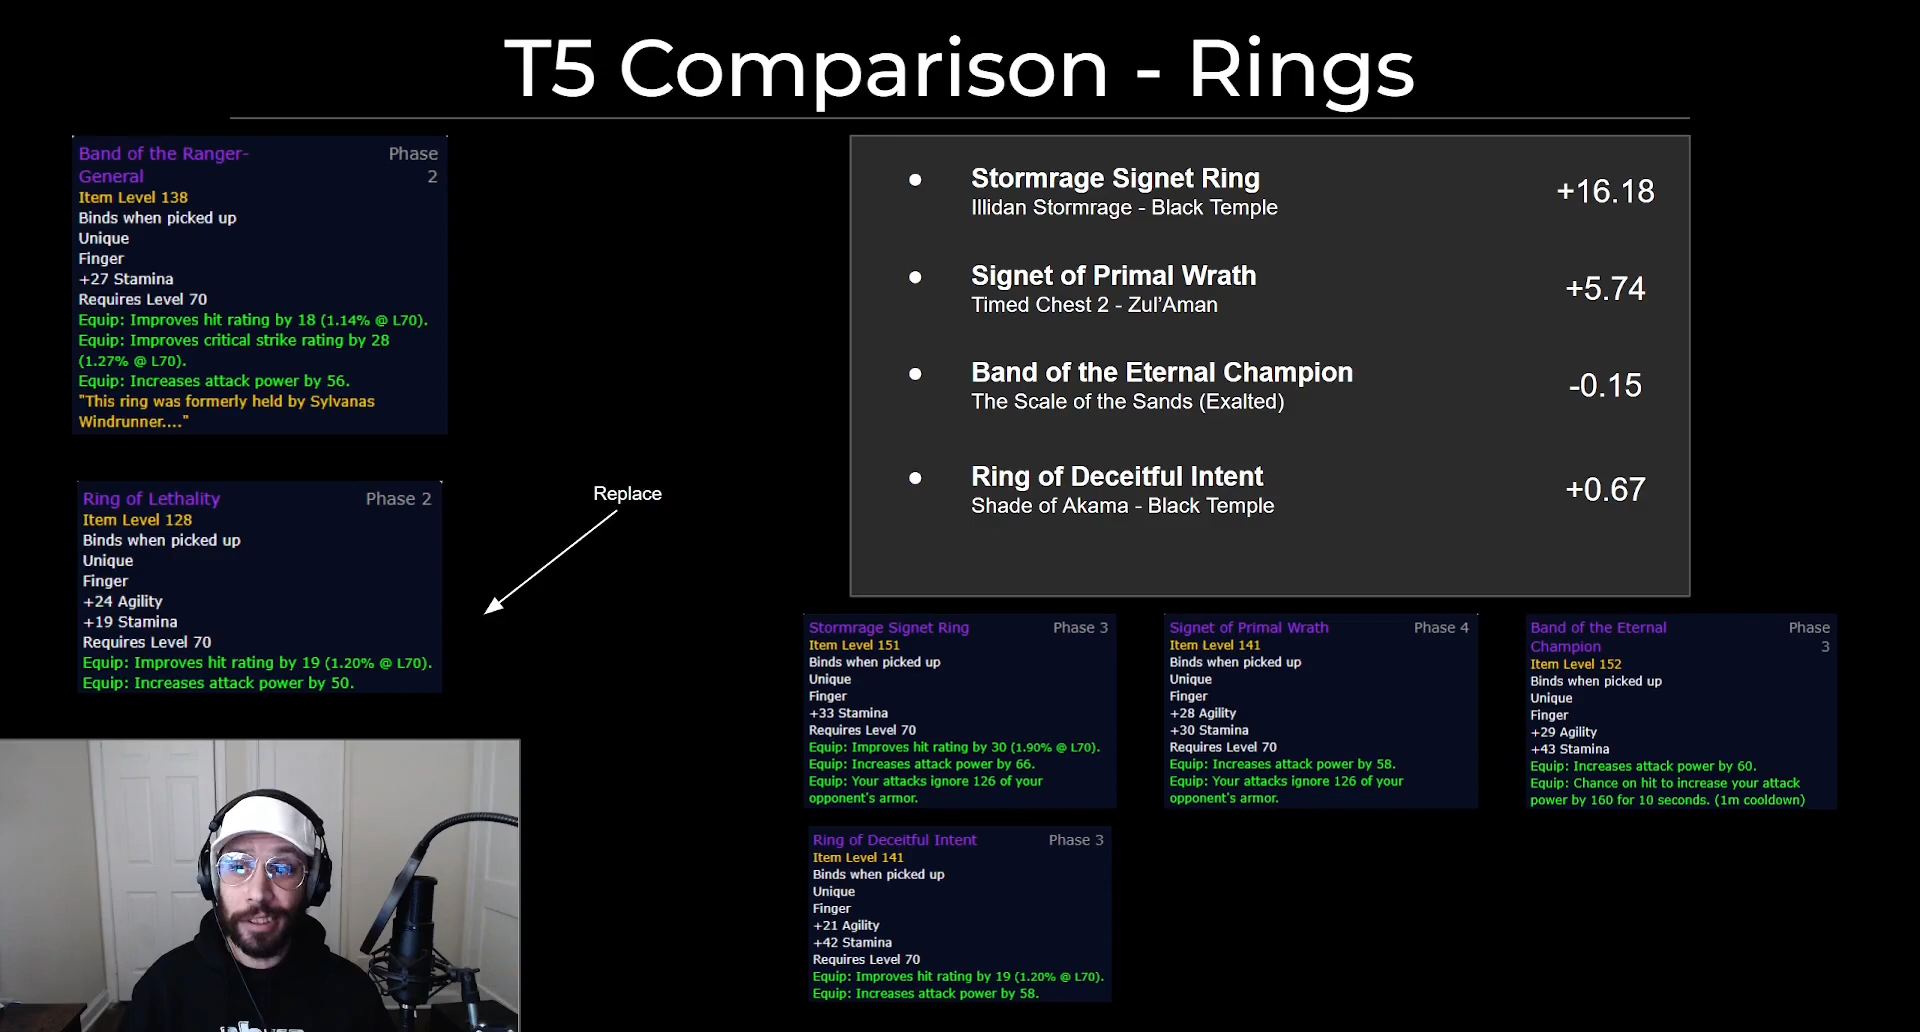 T5 Comparison - Rings
Band of the Ranger-
General
Phase
2
Item Level 138
Binds when picked up
Unique
Finger
+27 Stamina
Requires Level 70
Equip: Improves hit rating by 18 (1.14% @ L70).
Equip: Improves critical strike rating by 28
(1.27% @ L70).
Equip: Increases attack power by 56.
"This ring was formerly held by Sylvanas
Windrunner...."
Ring of Lethality Phase 2
Item Level 128
Binds when picked up
Unique
Finger
+24 Agility
+19 Stamina
Requires Level 70
Equip: Improves hit rating by 19 (1.20% @ L70).
Equip: Increases attack power by 50.
Replace
● Stormrage Signet Ring
Illidan Stormrage - Black Temple
+16.18
● Signet of Primal Wrath
Timed Chest 2 - Zul'Aman
+5.74
● Band of the Eternal Champion
The Scale of the Sands (Exalted)
-0.15
● Ring of Deceitful Intent
Shade of Akama - Black Temple
+0.67
Stormrage Signet Ring Phase 3
Item Level 151
Binds when picked up
Unique
Finger
+33 Stamina
Requires Level 70
Equip: Improves hit rating by 30 (1.90% @ L70).
Equip: Increases attack power by 66.
Equip: Your attacks ignore 126 of your
opponent's armor.
Signet of Primal Wrath Phase 4
Item Level 141
Binds when picked up
Unique
Finger
+28 Agility
+30 Stamina
Requires Level 70
Equip: Increases attack power by 58.
Equip: Your attacks ignore 126 of your
opponent's armor.
Band of the Eternal
Champion
Phase
3
Item Level 152
Binds when picked up
Unique
Finger
+29 Agility
+43 Stamina
Equip: Increases attack power by 60.
Equip: Chance on hit to increase your attack
power by 160 for 10 seconds. (1m cooldown)
Ring of Deceitful Intent Phase 3
Item Level 141
Binds when picked up
Unique
Finger
+21 Agility
+42 Stamina
Requires Level 70
Equip: Improves hit rating by 19 (1.20% @ L70).
Equip: Increases attack power by 58.